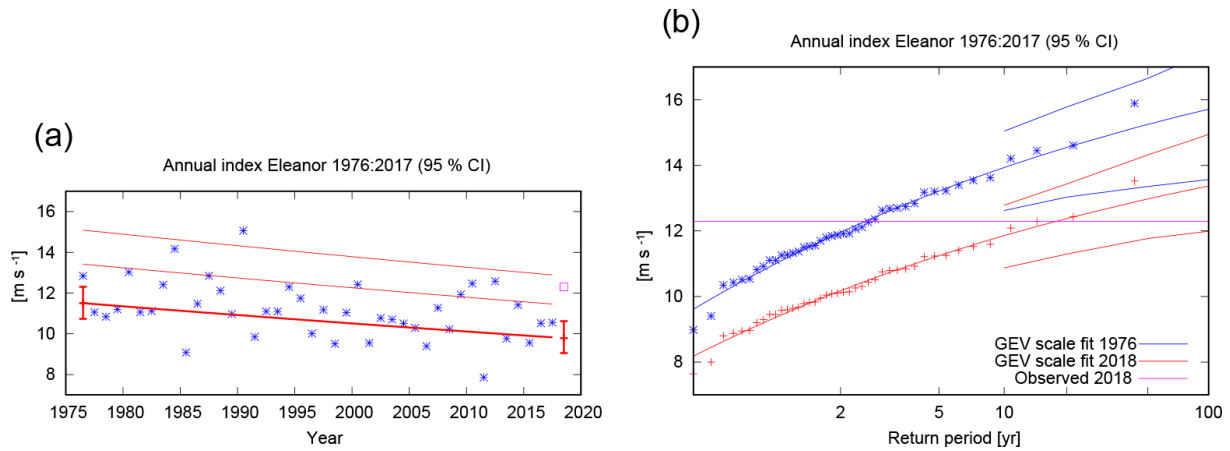 (a)
Annual index Eleanor 1976:2017 (95 % CI)
[m s⁻¹]
16
14
12
10
8
1975 1980 1985 1990 1995 2000 2005 2010 2015 2020
Year
(b)
Annual index Eleanor 1976:2017 (95 % CI)
[m s⁻¹]
16
14
12
10
8
GEV scale fit 1976
GEV scale fit 2018
Observed 2018
2 5 10 100
Return period [yr]